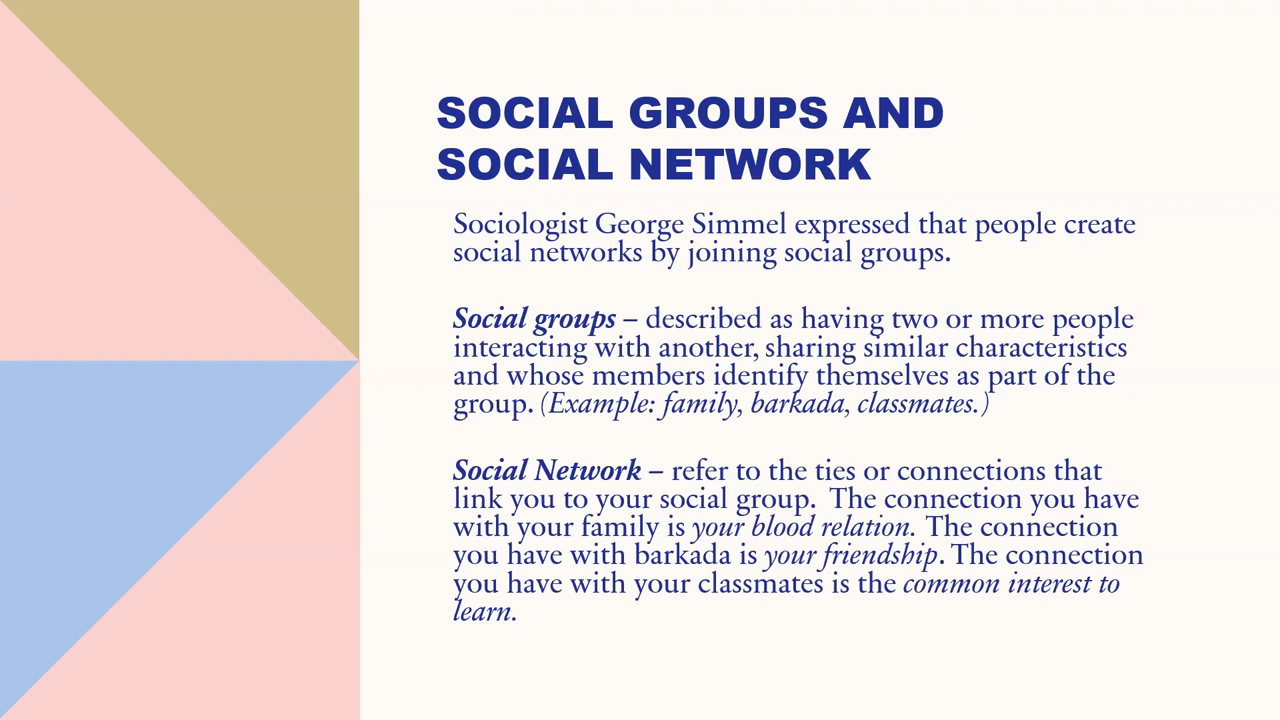 SOCIAL GROUPS AND
SOCIAL NETWORK
Sociologist George Simmel expressed that people create
social networks by joining social groups.
Social groups – described as having two or more people
interacting with another, sharing similar characteristics
and whose members identify themselves as part of the
group. (Example: family, barkada, classmates.)
Social Network – refer to the ties or connections that
link you to your social group.  The connection you have
with your family is your blood relation.  The connection
you have with barkada is your friendship. The connection
you have with your classmates is the common interest to
learn.